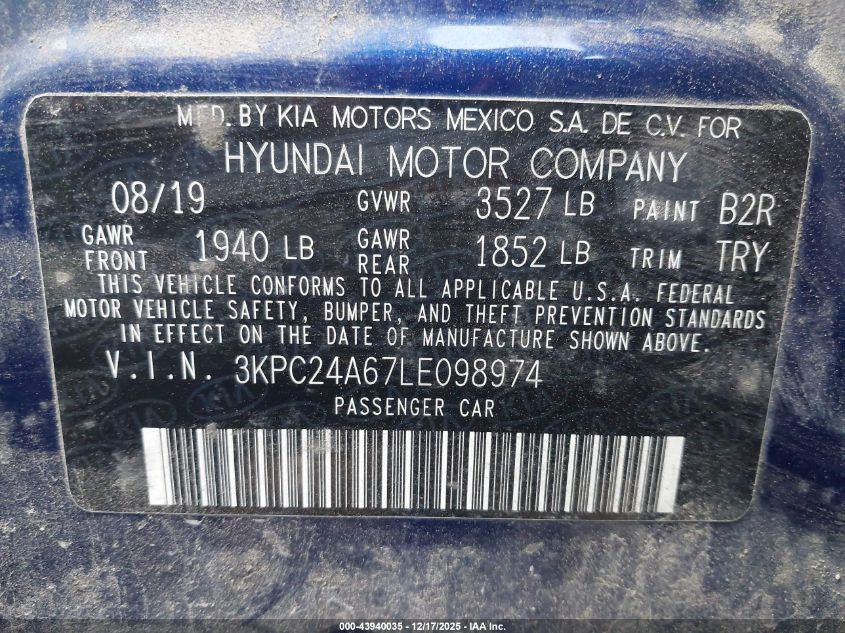 MFD. BY KIA MOTORS MEXICO S.A. DE C.V. FOR
HYUNDAI MOTOR COMPANY
08/19 GVWR 3527 LB PAINT B2R
GAWR FRONT 1940 LB GAWR REAR 1852 LB TRIM TRY
THIS VEHICLE CONFORMS TO ALL APPLICABLE U.S.A. FEDERAL
MOTOR VEHICLE SAFETY, BUMPER, AND THEFT PREVENTION STANDARDS
IN EFFECT ON THE DATE OF MANUFACTURE SHOWN ABOVE.
V.I.N. 3KPC24A67LE098974
PASSENGER CAR
000-43940035 - 12/17/2025 - IAA Inc.